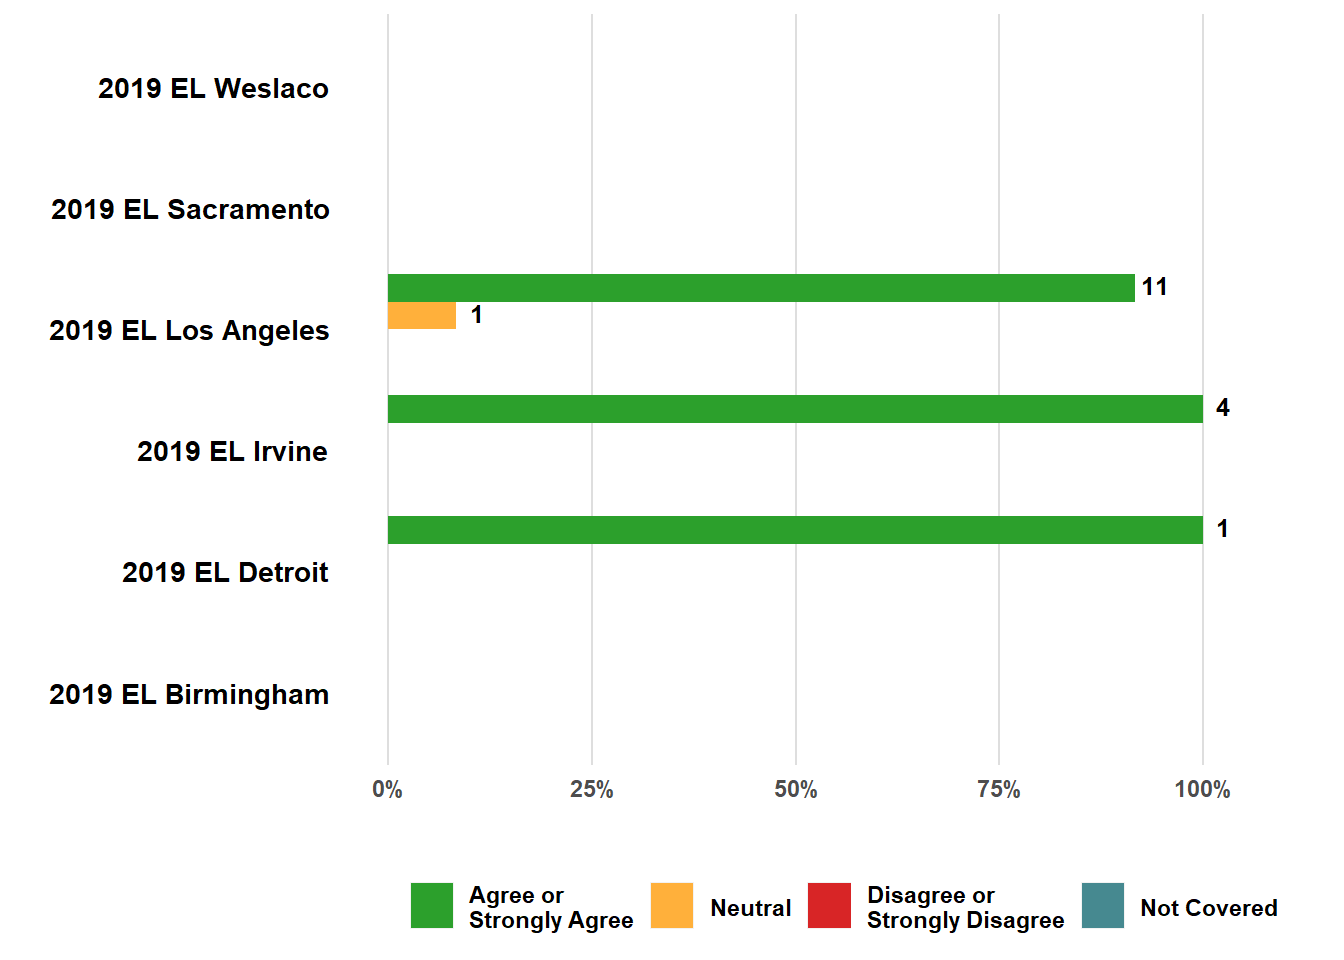 2019 EL Weslaco
2019 EL Sacramento
11
1
2019 EL Los Angeles
4
2019 EL Irvine
1
2019 EL Detroit
2019 EL Birmingham
0%
25%
50%
75%
100%
Agree or
Strongly Agree
Neutral
Disagree or
Strongly Disagree
Not Covered